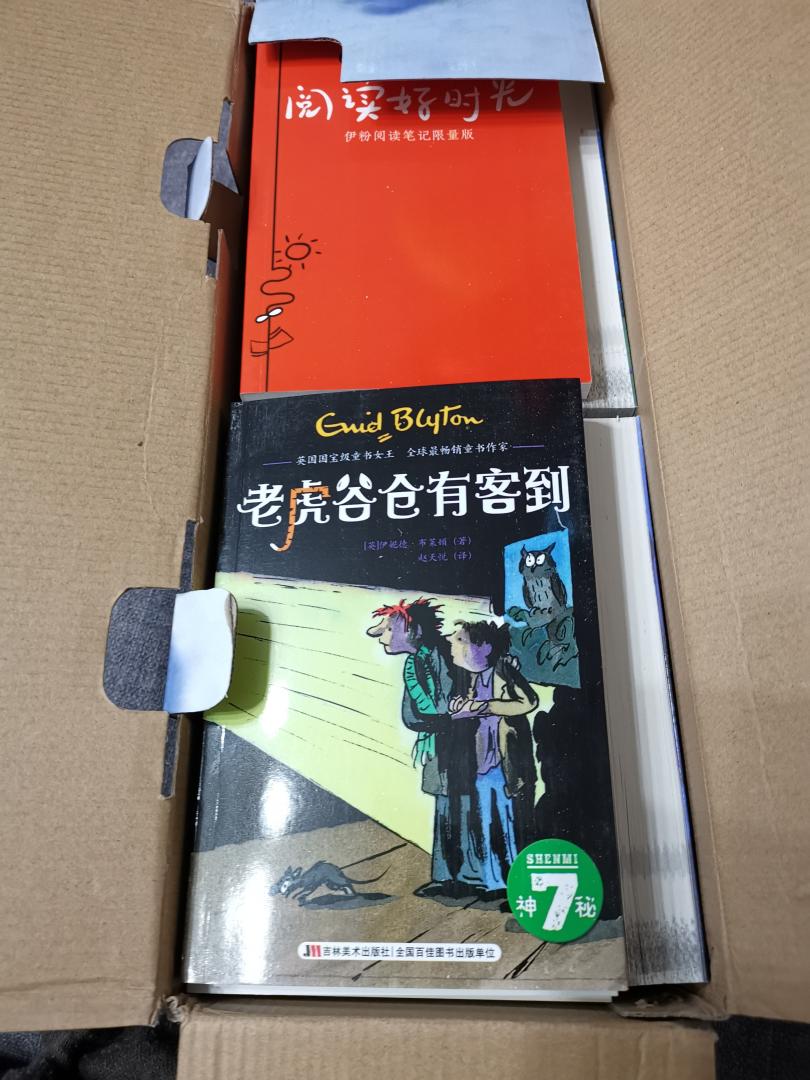 阅读好时光
伊粉阅读笔记限量版
Enid Blyton
英国国宝级童书女王 全球最畅销童书作家
老虎谷仓有客到
[英]伊妮德·布莱顿（著）
赵天悦（译）
SHENMI
神7秘
JM吉林美术出版社|全国百佳图书出版单位